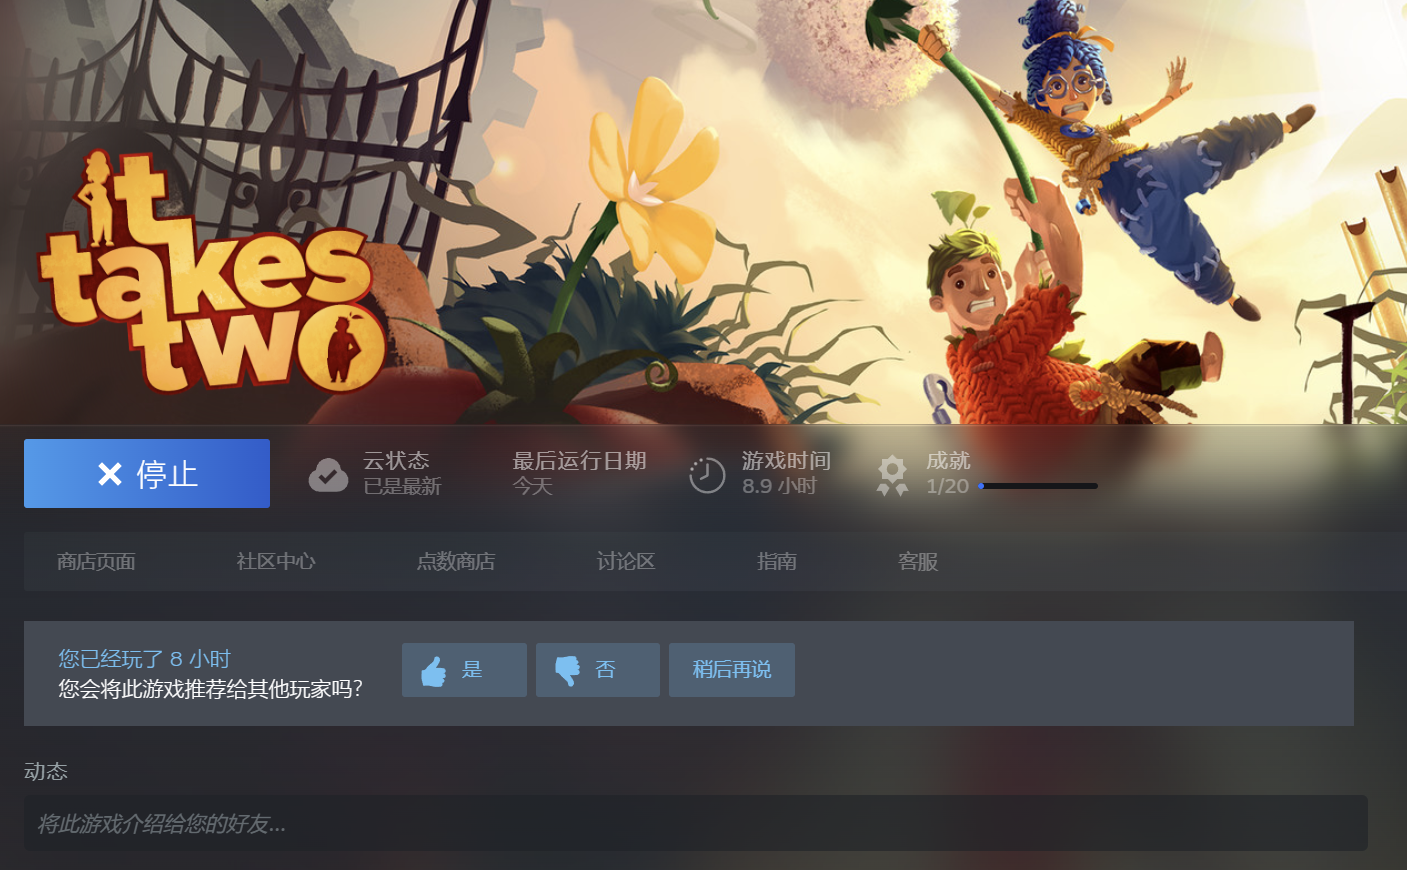 it
takes
two
停止
云状态
已是最新
最后运行日期
今天
游戏时间
8.9 小时
成就
1/20
商店页面
社区中心
点数商店
讨论区
指南
客服
您已经玩了 8 小时
您会将此游戏推荐给其他玩家吗?
是
否
稍后再说
动态
将此游戏介绍给您的好友...